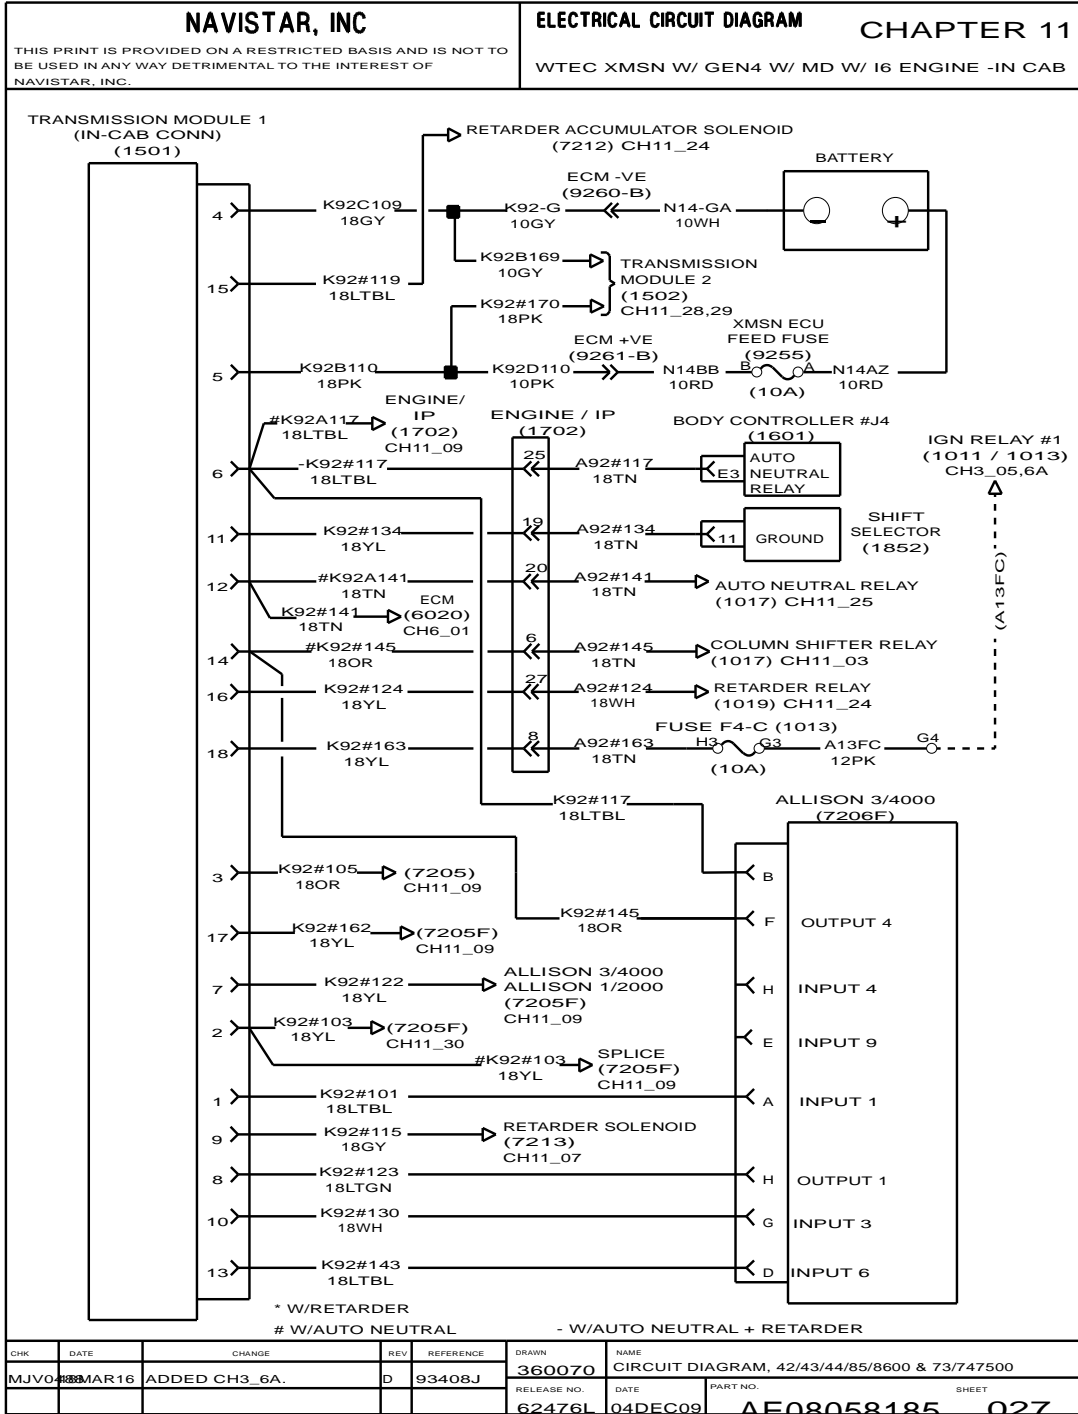 NAVISTAR, INC
THIS PRINT IS PROVIDED ON A RESTRICTED BASIS AND IS NOT TO
BE USED IN ANY WAY DETRIMENTAL TO THE INTEREST OF
NAVISTAR, INC.
ELECTRICAL CIRCUIT DIAGRAM
CHAPTER 11
WTEC XMSN W/ GEN4 W/ MD W/ I6 ENGINE -IN CAB
TRANSMISSION MODULE 1
(IN-CAB CONN)
(1501)
RETARDER ACCUMULATOR SOLENOID
(7212) CH11_24
BATTERY
ECM -VE
(9260-B)
4
K92C109
18GY
K92-G
10GY
N14-GA
10WH
K92B169
10GY
TRANSMISSION
MODULE 2
(1502)
CH11_28,29
15
K92#119
18LTBL
K92#170
18PK
XMSN ECU
FEED FUSE
(9255)
ECM +VE
(9261-B)
5
K92B110
18PK
K92D110
10PK
N14BB
10RD
B
A
(10A)
N14AZ
10RD
#K92A117
18LTBL
ENGINE/
IP
(1702)
CH11_09
ENGINE / IP
(1702)
BODY CONTROLLER #J4
(1601)
IGN RELAY #1
(1011 / 1013)
CH3_05,6A
6
-K92#117
18LTBL
25
A92#117
18TN
E3
AUTO
NEUTRAL
RELAY
11
K92#134
18YL
19
A92#134
18TN
11
GROUND
SHIFT
SELECTOR
(1852)
12
#K92A141
18TN
20
A92#141
18TN
AUTO NEUTRAL RELAY
(1017) CH11_25
(A13FC)
K92#141
18TN
ECM
(6020)
CH6_01
14
#K92#145
18OR
6
A92#145
18TN
COLUMN SHIFTER RELAY
(1017) CH11_03
16
K92#124
18YL
27
A92#124
18WH
RETARDER RELAY
(1019) CH11_24
FUSE F4-C (1013)
18
K92#163
18YL
8
A92#163
18TN
H3
G3
(10A)
A13FC
12PK
G4
K92#117
18LTBL
ALLISON 3/4000
(7206F)
3
K92#105
18OR
(7205)
CH11_09
B
K92#145
18OR
F
OUTPUT 4
17
K92#162
18YL
(7205F)
CH11_09
7
K92#122
18YL
ALLISON 3/4000
ALLISON 1/2000
(7205F)
CH11_09
H
INPUT 4
2
K92#103
18YL
(7205F)
CH11_30
E
INPUT 9
#K92#103
18YL
SPLICE
(7205F)
CH11_09
1
K92#101
18LTBL
A
INPUT 1
9
K92#115
18GY
RETARDER SOLENOID
(7213)
CH11_07
8
K92#123
18LTGN
H
OUTPUT 1
10
K92#130
18WH
G
INPUT 3
13
K92#143
18LTBL
D
INPUT 6
* W/RETARDER
# W/AUTO NEUTRAL
- W/AUTO NEUTRAL + RETARDER
CHK DATE CHANGE REV REFERENCE
ADDED CH3_6A. D 93408J
DRAWN
360070
NAME
CIRCUIT DIAGRAM, 42/43/44/85/8600 & 73/747500
RELEASE NO.
62476L
DATE
04DEC09
PART NO.
AE08058185
SHEET
027